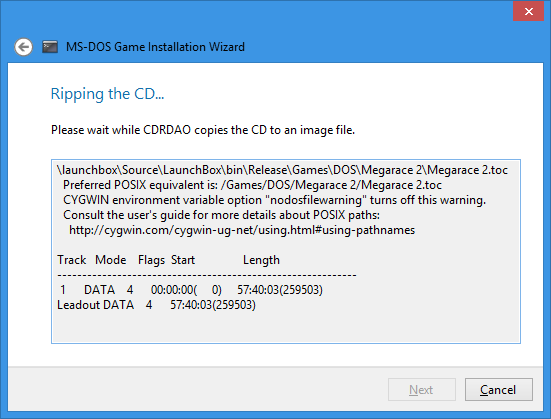 MS-DOS Game Installation Wizard
Ripping the CD...
Please wait while CDRDAO copies the CD to an image file.
\launchbox\Source\LaunchBox\bin\Release\Games\DOS\Megarace 2\Megarace 2.toc
Preferred POSIX equivalent is: /Games/DOS/Megarace 2/Megarace 2.toc
CYGWIN environment variable option "nodosfilewarning" turns off this warning.
Consult the user's guide for more details about POSIX paths:
http://cygwin.com/cygwin-ug-net/using.html#using-pathnames
Track Mode Flags Start Length
------------------------------------------------------------
1 DATA 4 00:00:00( 0) 57:40:03(259503)
Leadout DATA 4 57:40:03(259503)
Next Cancel